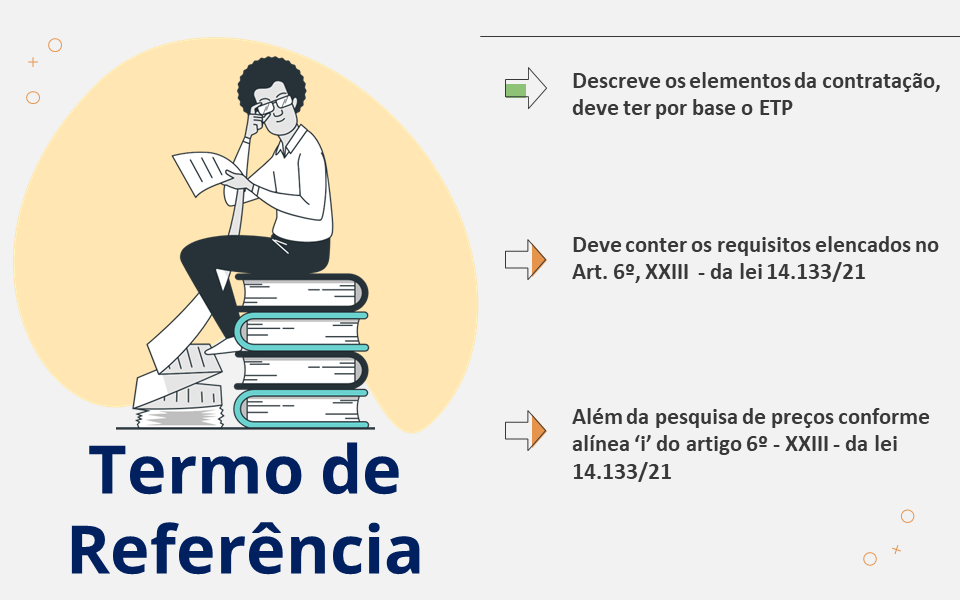 Termo de
Referência
Descreve os elementos da contratação,
deve ter por base o ETP
Deve conter os requisitos elencados no
Art. 6º, XXIII - da lei 14.133/21
Além da pesquisa de preços conforme
alínea ‘i’ do artigo 6º - XXIII - da lei
14.133/21